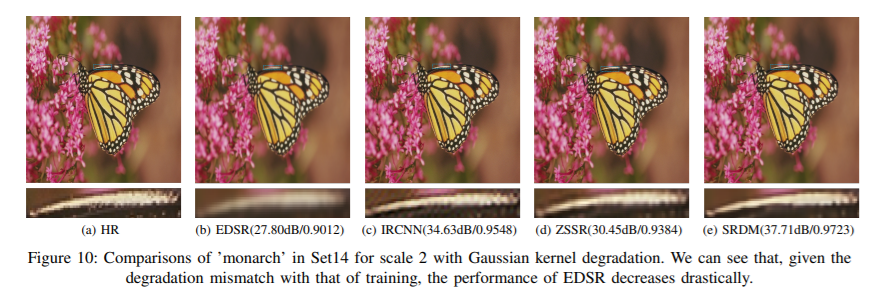 (a) HR
(b) EDSR(27.80dB/0.9012)
(c) IRCNN(34.63dB/0.9548)
(d) ZSSR(30.45dB/0.9384)
(e) SRDM(37.71dB/0.9723)
Figure 10: Comparisons of ’monarch’ in Set14 for scale 2 with Gaussian kernel degradation. We can see that, given the
degradation mismatch with that of training, the performance of EDSR decreases drastically.